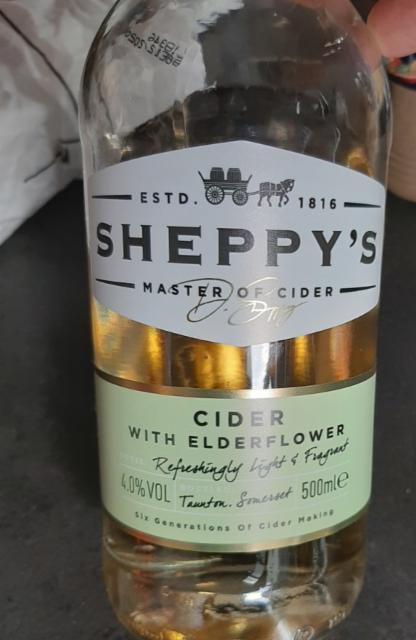 ESTD. 1816
SHEPPY'S
MASTER OF CIDER
CIDER
WITH ELDERFLOWER
Refreshingly Light & Fragrant
4.0%VOL Taunton. Somerset 500ml℮
Six Generations Of Cider Making